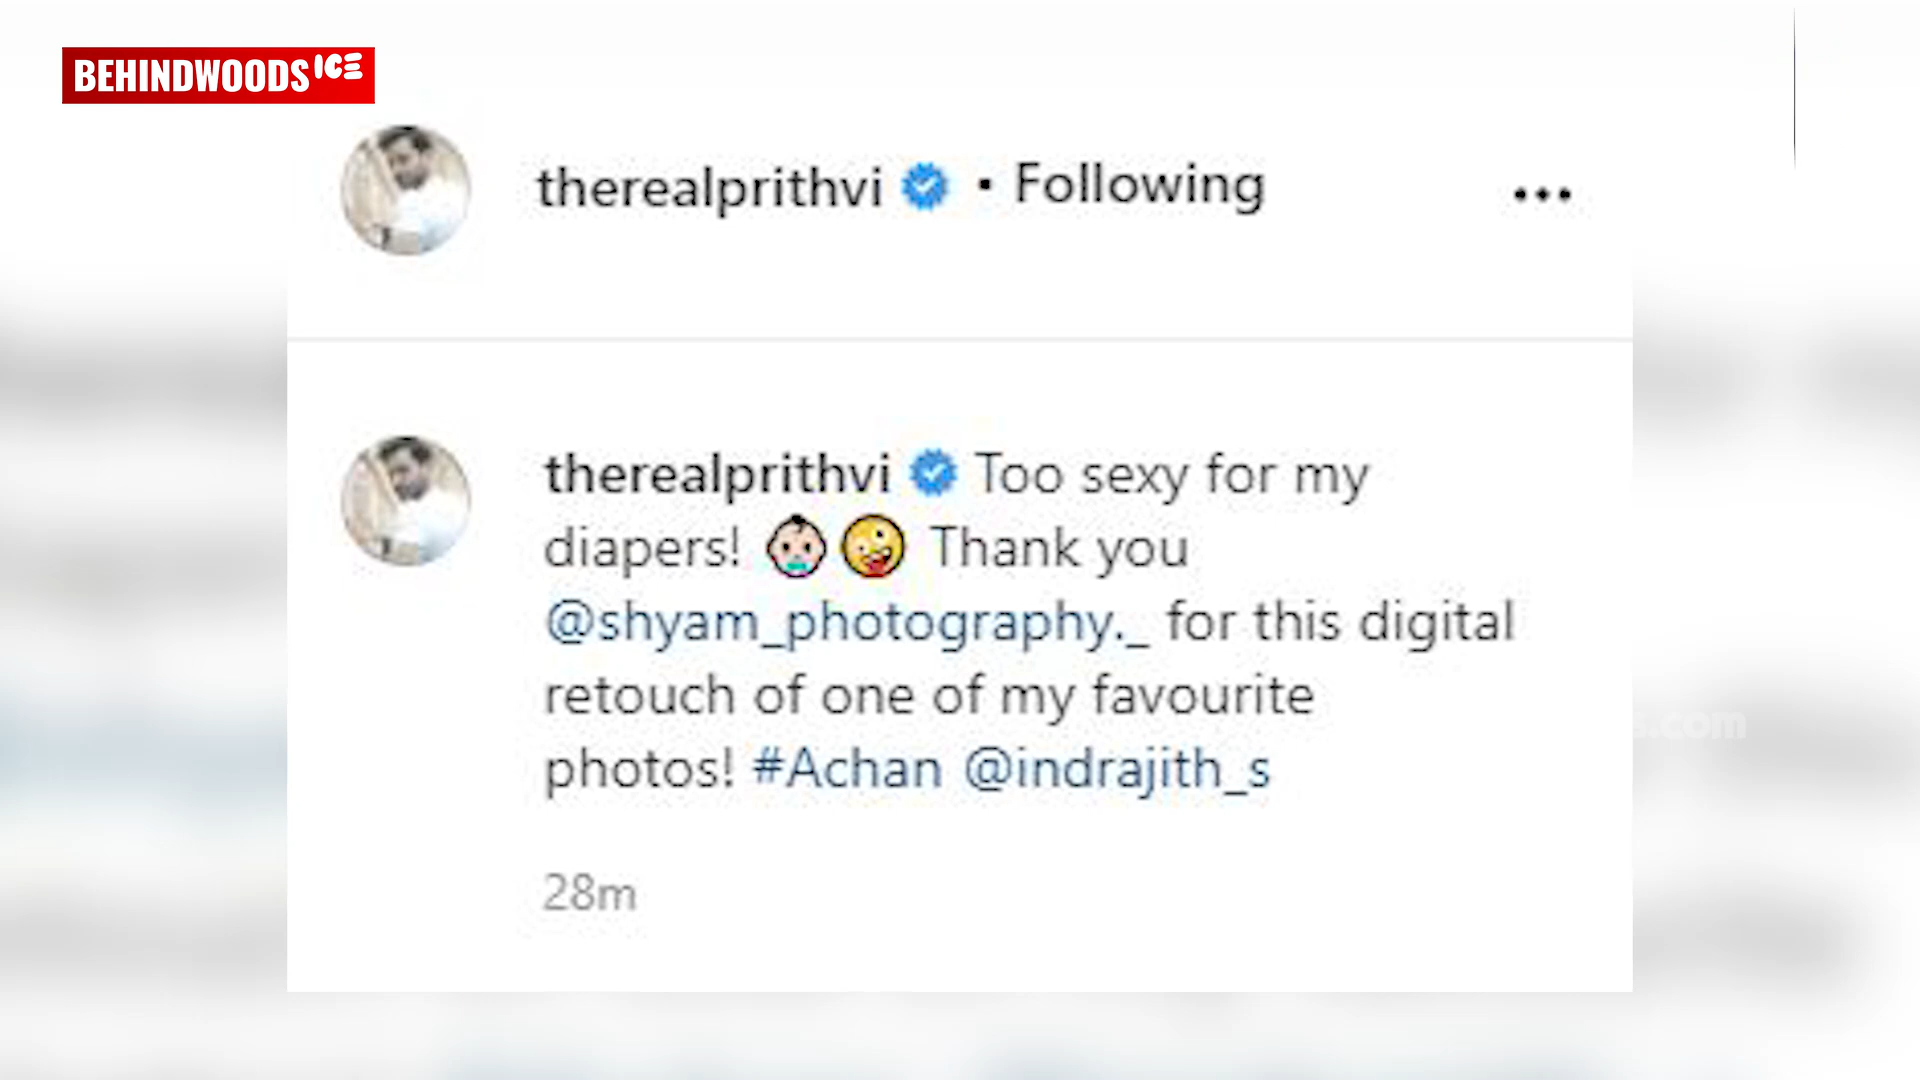 BEHINDWOODS ICE
therealprithvi • Following
therealprithvi Too sexy for my
diapers! 👶🏻🤪 Thank you
@shyam_photography._ for this digital
retouch of one of my favourite
photos! #Achan @indrajith_s
s.com
28m